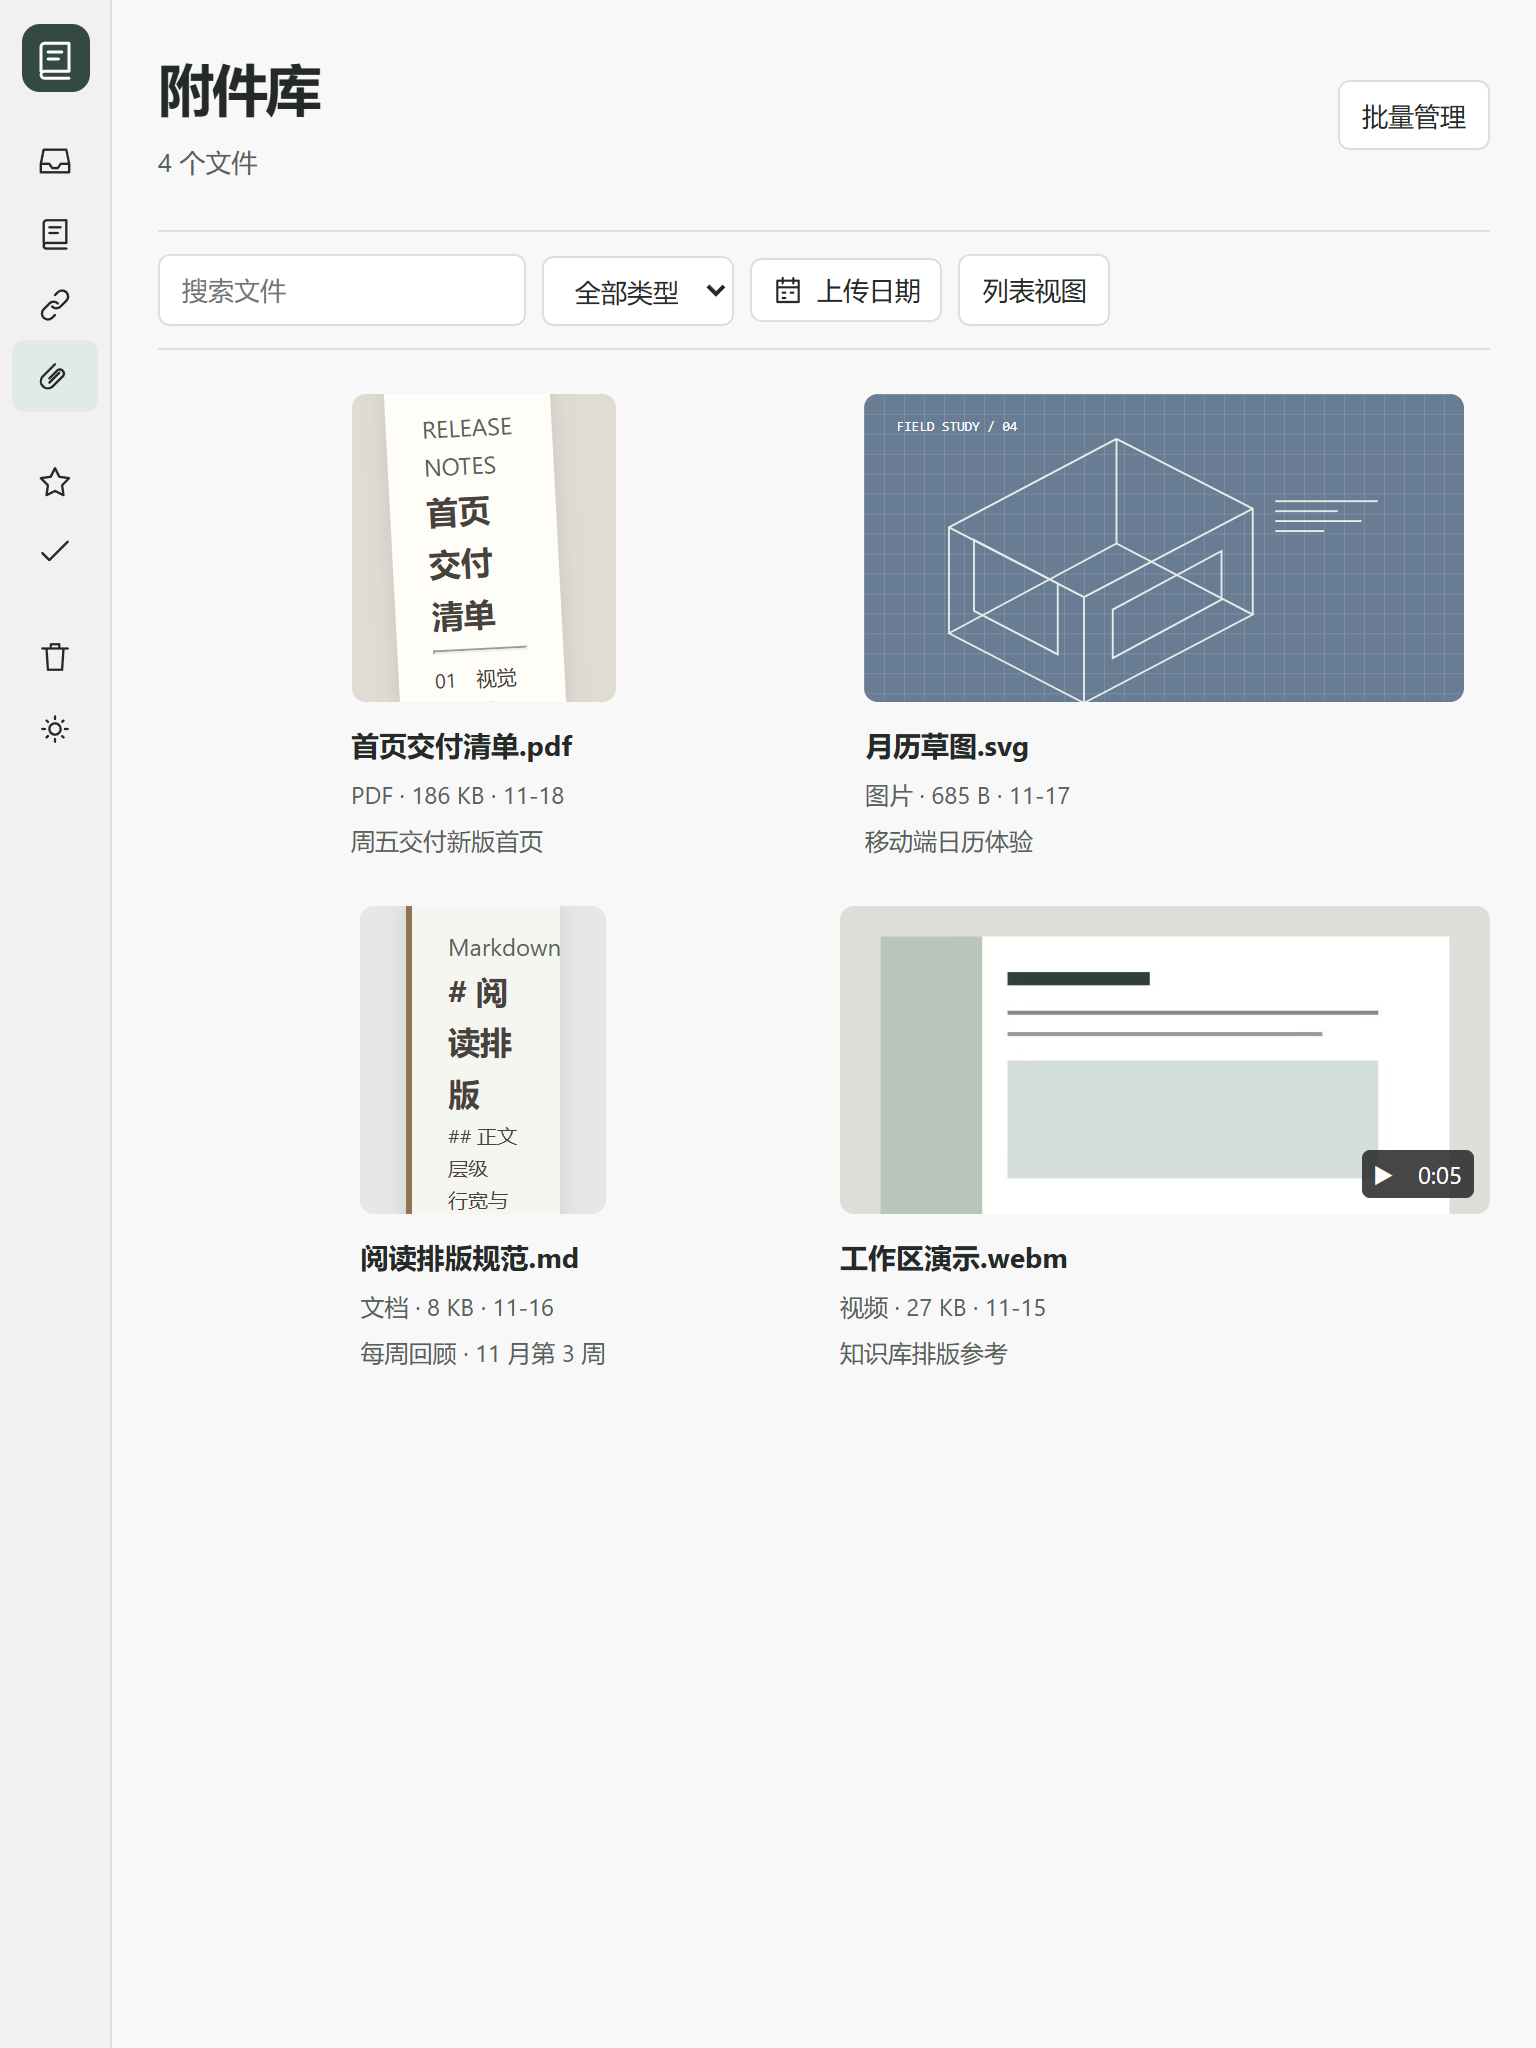 附件库
4 个文件
批量管理
搜索文件
全部类型
上传日期
列表视图
RELEASE
NOTES
首页
交付
清单
01 视觉
首页交付清单.pdf
PDF · 186 KB · 11-18
周五交付新版首页
FIELD STUDY / 04
月历草图.svg
图片 · 685 B · 11-17
移动端日历体验
Markdown
# 阅
读排
版
## 正文
层级
行宽与
阅读排版规范.md
文档 · 8 KB · 11-16
每周回顾 · 11 月第 3 周
0:05
工作区演示.webm
视频 · 27 KB · 11-15
知识库排版参考